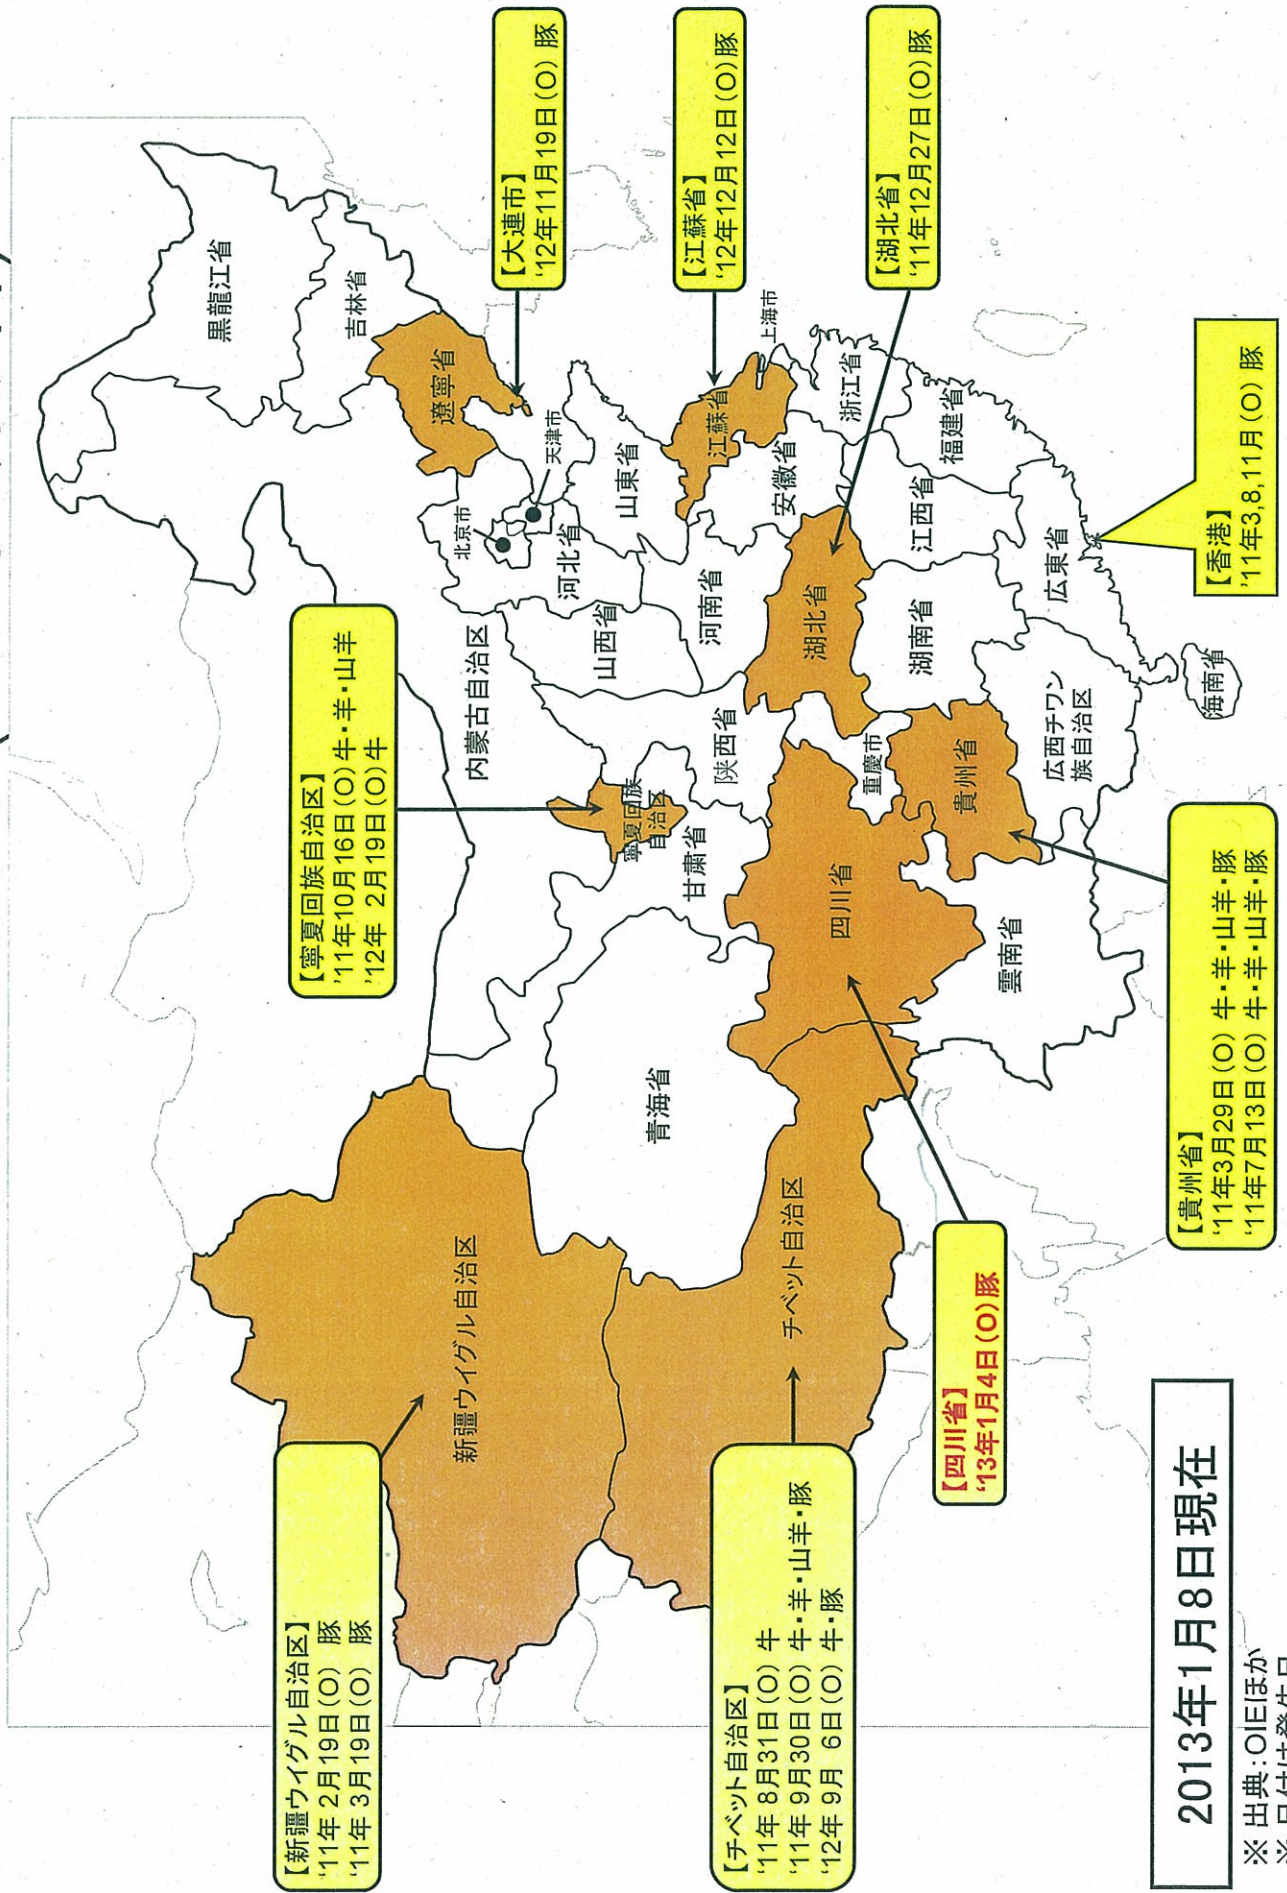 【新疆ウイグル自治区】
'11年 2月19日(O) 豚
'11年 3月19日(O) 豚
【寧夏回族自治区】
'11年10月16日(O)牛・羊・山羊
'12年 2月19日(O)牛
【大連市】
'12年11月19日(O) 豚
【江蘇省】
'12年12月12日(O)豚
【湖北省】
'11年12月27日(O)豚
【香港】
'11年3,8,11月(O) 豚
【貴州省】
'11年3月29日(O) 牛・羊・山羊・豚
'11年7月13日(O) 牛・羊・山羊・豚
【四川省】
'13年1月4日(O)豚
【チベット自治区】
'11年 8月31日(O) 牛
'11年 9月30日(O) 牛・羊・山羊・豚
'12年 9月 6日(O) 牛・豚
黒龍江省
吉林省
遼寧省
内蒙古自治区
北京市
天津市
河北省
山西省
山東省
新疆ウイグル自治区
寧夏回族
自治区
甘肅省
陝西省
河南省
江蘇省
上海市
安徽省
浙江省
青海省
チベット自治区
四川省
重慶市
湖北省
湖南省
江西省
福建省
貴州省
雲南省
広西チワン
族自治区
広東省
海南省
2013年1月8日現在
※ 出典:OIEほか
※ 日付は発生日